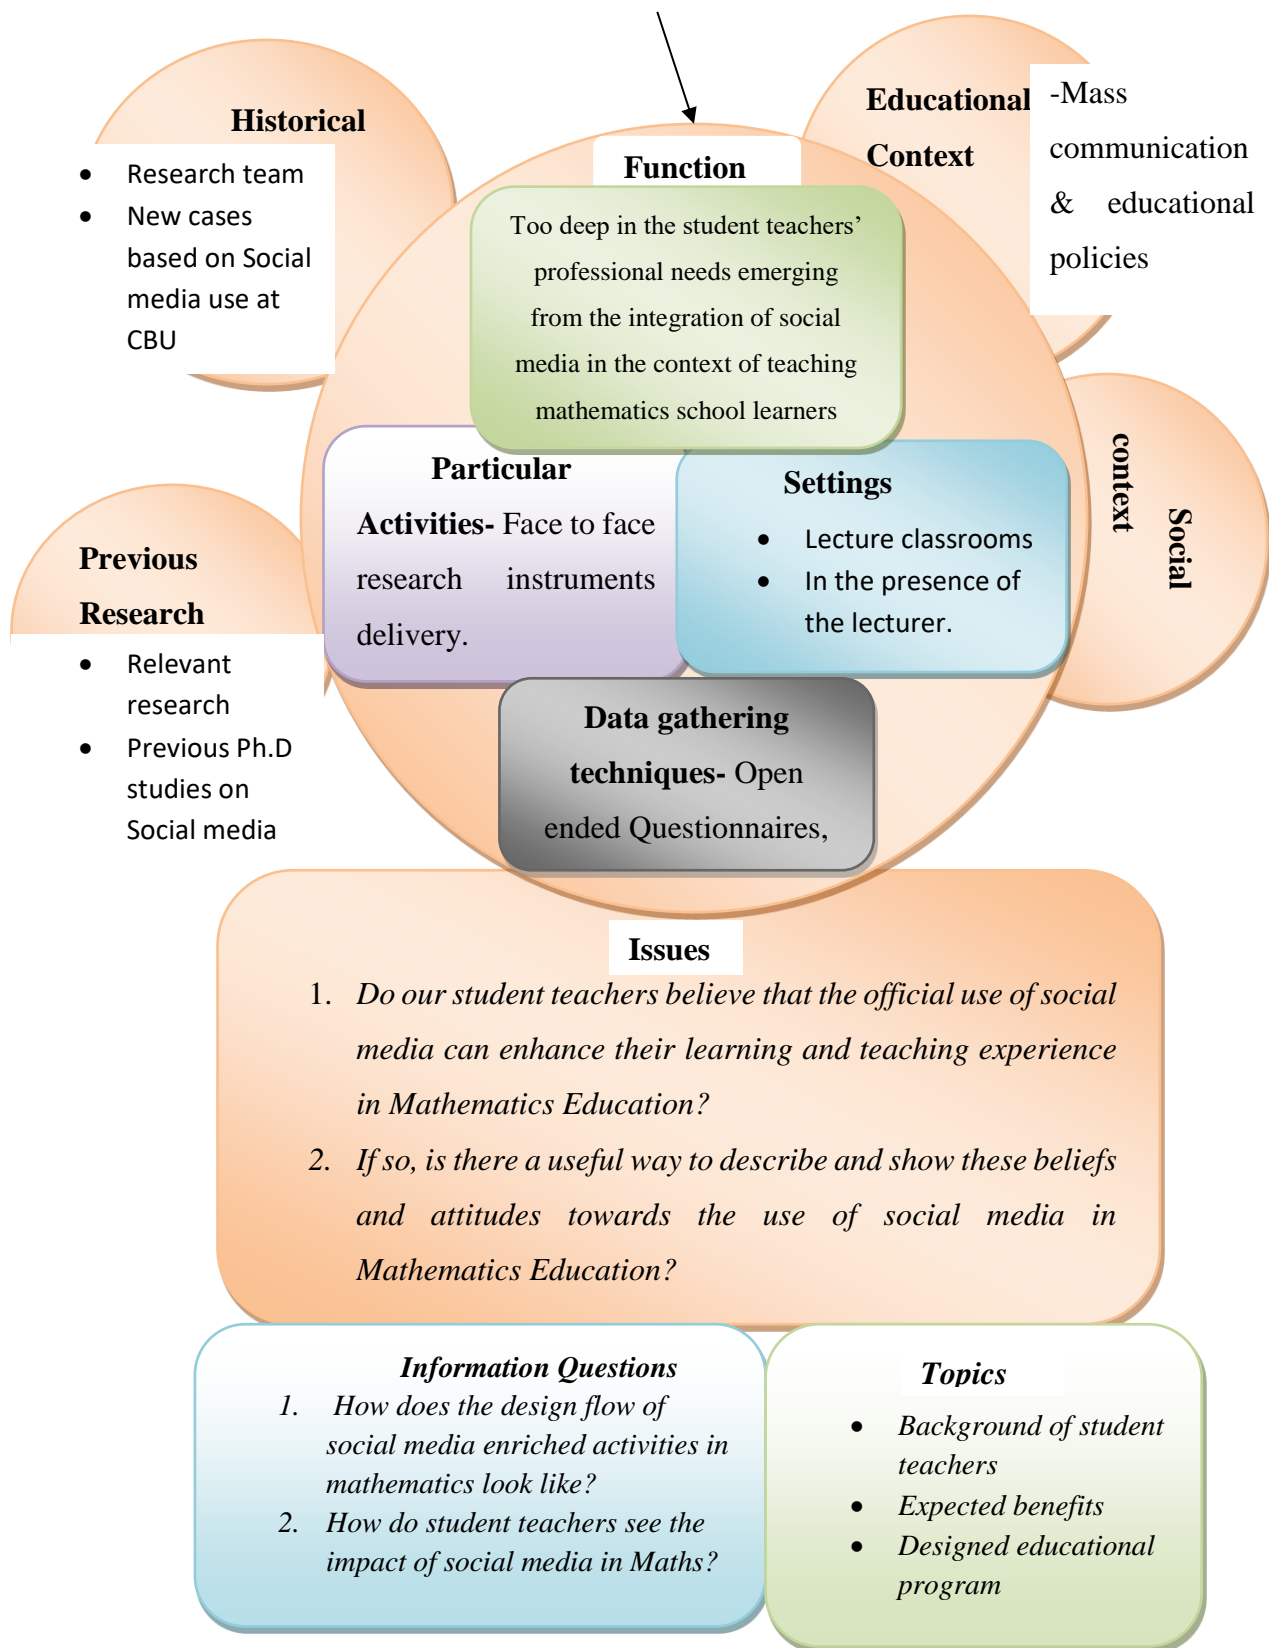 Historical
• Research team
• New cases
based on Social
media use at
CBU
Educational
Context
-Mass
communication
& educational
policies
Function
Too deep in the student teachers’
professional needs emerging
from the integration of social
media in the context of teaching
mathematics school learners
Particular
Activities- Face to face
research instruments
delivery.
Settings
• Lecture classrooms
• In the presence of
the lecturer.
Social
context
Previous
Research
• Relevant
research
• Previous Ph.D
studies on
Social media
Data gathering
techniques- Open
ended Questionnaires,
Issues
1. Do our student teachers believe that the official use of social
media can enhance their learning and teaching experience
in Mathematics Education?
2. If so, is there a useful way to describe and show these beliefs
and attitudes towards the use of social media in
Mathematics Education?
Information Questions
1. How does the design flow of
social media enriched activities in
mathematics look like?
2. How do student teachers see the
impact of social media in Maths?
Topics
• Background of student
teachers
• Expected benefits
• Designed educational
program